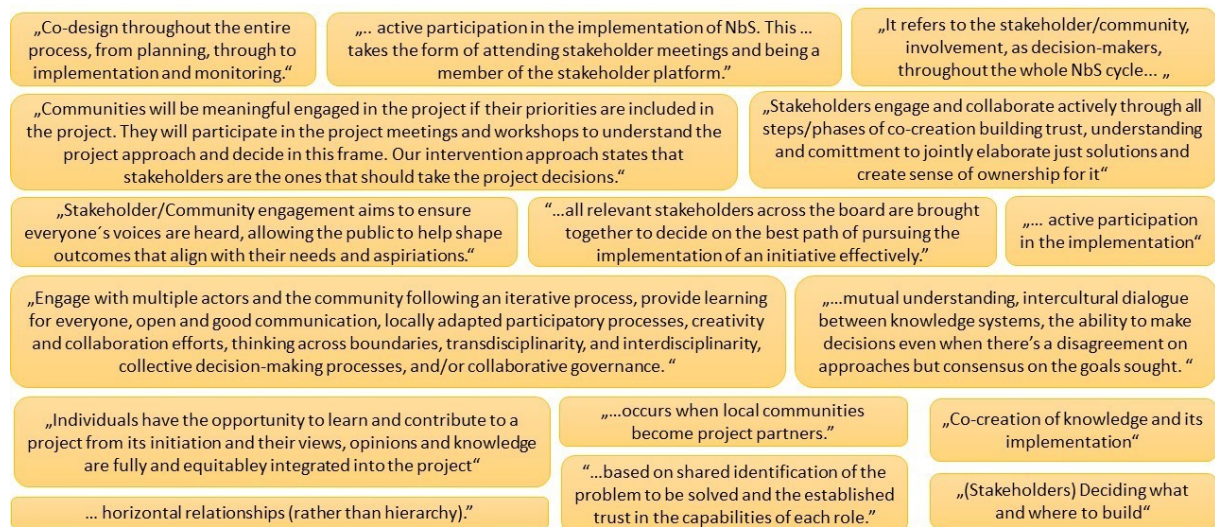 „Co-design throughout the entire
process, from planning, through to
implementation and monitoring.“
„.. active participation in the implementation of NbS. This ...
takes the form of attending stakeholder meetings and being a
member of the stakeholder platform.”
„It refers to the stakeholder/community,
involvement, as decision-makers,
throughout the whole NbS cycle... „
„Communities will be meaningful engaged in the project if their priorities are included in
the project. They will participate in the project meetings and workshops to understand the
project approach and decide in this frame. Our intervention approach states that
stakeholders are the ones that should take the project decisions.“
„Stakeholders engage and collaborate actively through all
steps/phases of co-creation building trust, understanding
and comittment to jointly elaborate just solutions and
create sense of ownership for it“
„Stakeholder/Community engagement aims to ensure
everyone´s voices are heard, allowing the public to help shape
outcomes that align with their needs and aspiriations.“
“...all relevant stakeholders across the board are brought
together to decide on the best path of pursuing the
implementation of an initiative effectively.”
„... active participation
in the implementation“
„Engage with multiple actors and the community following an iterative process, provide learning
for everyone, open and good communication, locally adapted participatory processes, creativity
and collaboration efforts, thinking across boundaries, transdisciplinarity, and interdisciplinarity,
collective decision-making processes, and/or collaborative governance. “
„...mutual understanding, intercultural dialogue
between knowledge systems, the ability to make
decisions even when there’s a disagreement on
approaches but consensus on the goals sought. “
„Individuals have the opportunity to learn and contribute to a
project from its initiation and their views, opinions and knowledge
are fully and equitabley integrated into the project“
„...occurs when local communities
become project partners.”
„Co-creation of knowledge and its
implementation“
“...based on shared identification of the
problem to be solved and the established
trust in the capabilities of each role.”
„(Stakeholders) Deciding what
and where to build“
... horizontal relationships (rather than hierarchy).”